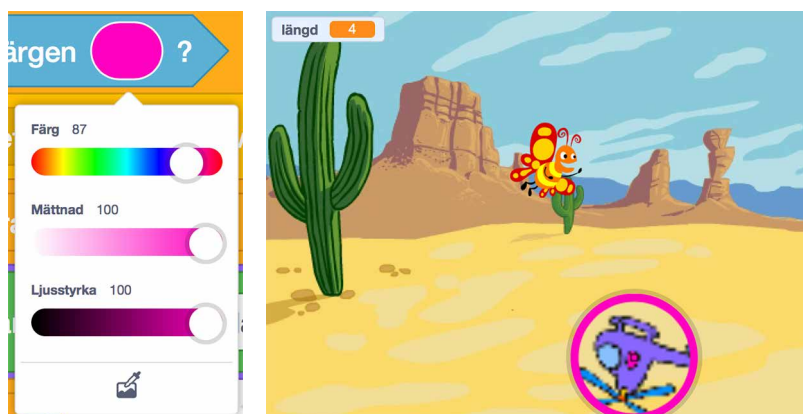 ärgen ?
Färg 87
Mättnad 100
Ljusstyrka 100
längd 4